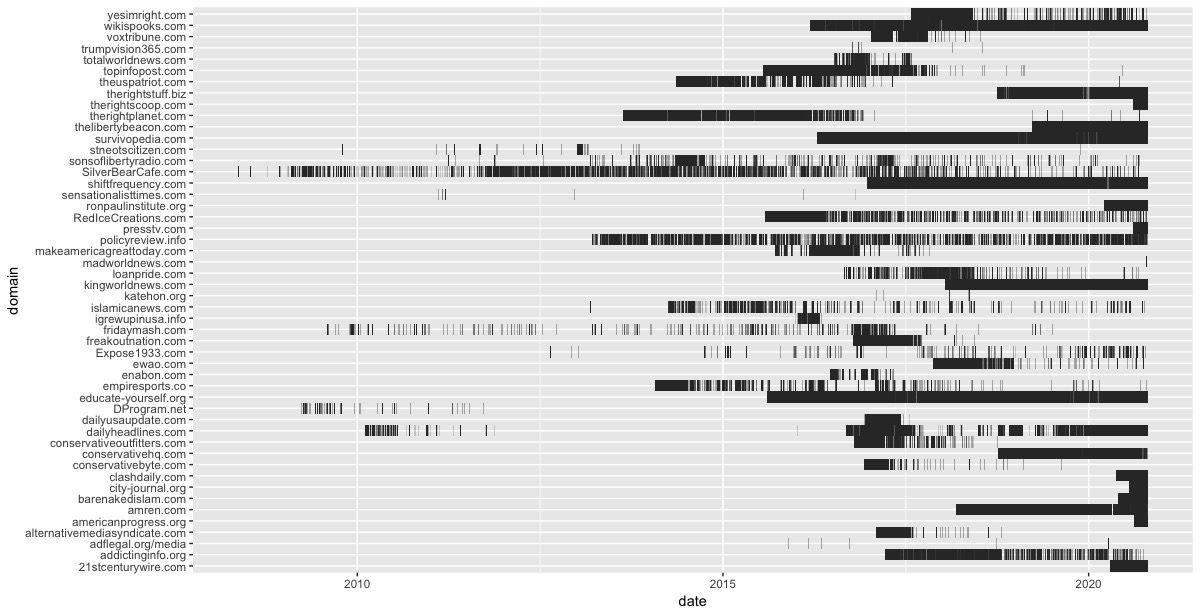 yesimright.com
wikispooks.com
voxtribune.com
trumpvision365.com
totalworldnews.com
topinfopost.com
theuspatriot.com
therightstuff.biz
therightscoop.com
therightplanet.com
thelibertybeacon.com
survivopedia.com
stneotscitizen.com
sonsoflibertyradio.com
SilverBearCafe.com
shiftfrequency.com
sensationalisttimes.com
ronpaulinstitute.org
RedIceCreations.com
presstv.com
policyreview.info
makeamericagreattoday.com
madworldnews.com
loanpride.com
kingworldnews.com
katehon.org
islamicanews.com
igrewupinusa.info
fridaymash.com
freakoutnation.com
Expose1933.com
ewao.com
enabon.com
empiresports.co
educate-yourself.org
DProgram.net
dailyusaupdate.com
dailyheadlines.com
conservativeoutfitters.com
conservativehq.com
conservativebyte.com
clashdaily.com
city-journal.org
barenakedislam.com
amren.com
americanprogress.org
alternativemediasyndicate.com
adflegal.org/media
addictinginfo.org
21stcenturywire.com
domain
2010 2015 2020
date